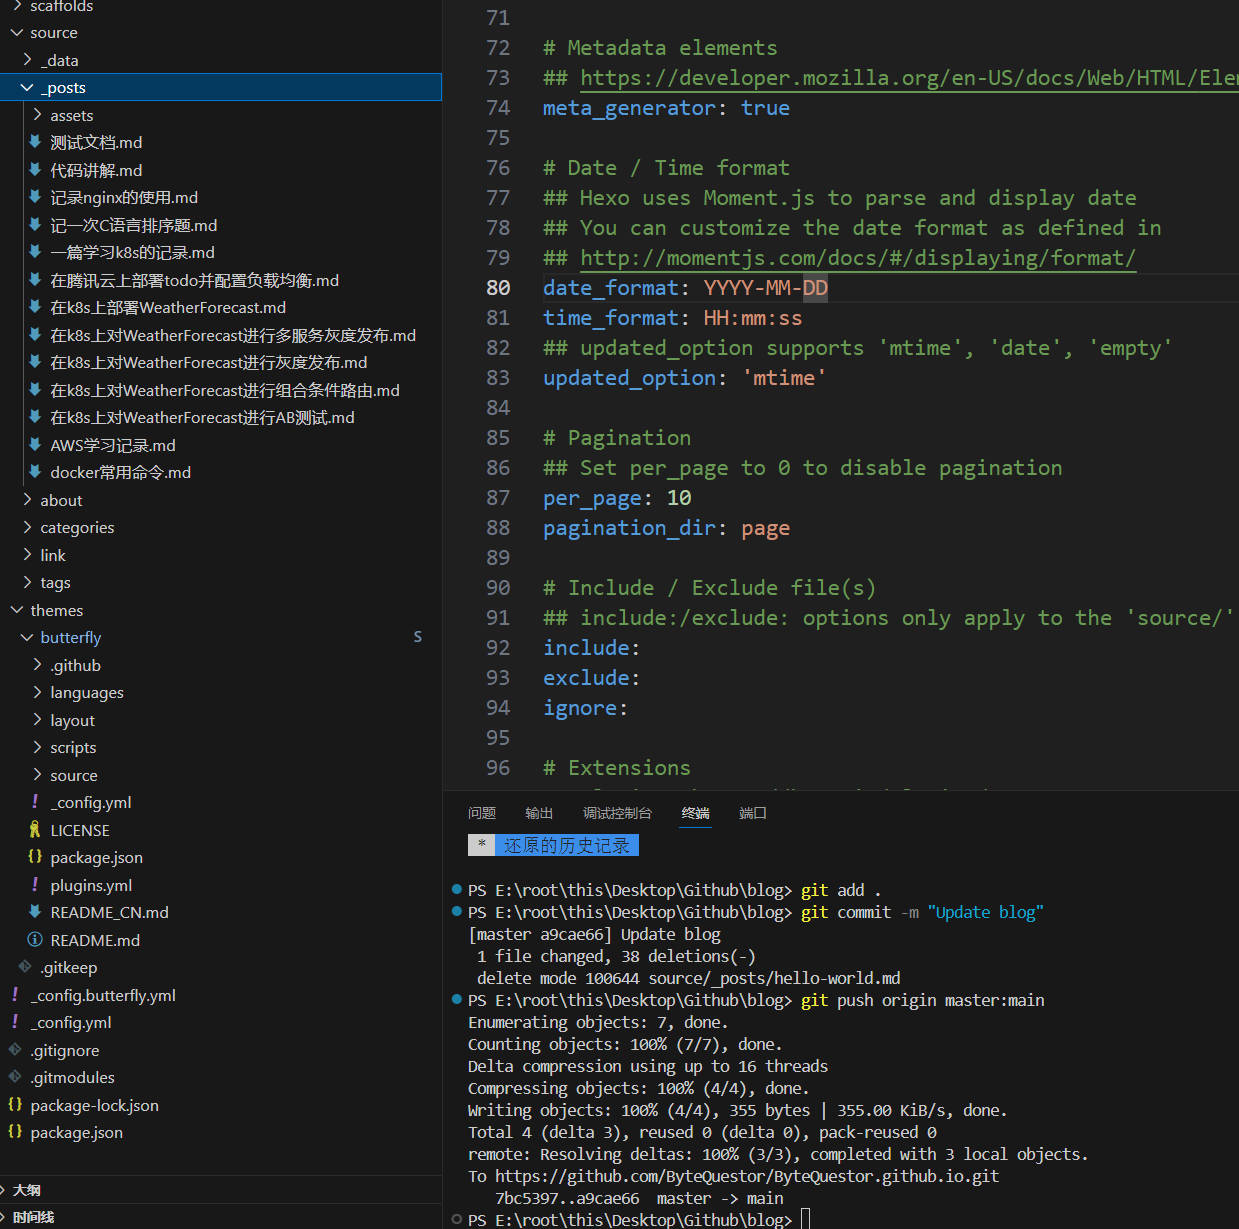 scaffolds
source
_data
_posts
assets
测试文档.md
代码讲解.md
记录nginx的使用.md
记一次C语言排序题.md
一篇学习k8s的记录.md
在腾讯云上部署todo并配置负载均衡.md
在k8s上部署WeatherForecast.md
在k8s上对WeatherForecast进行多服务灰度发布.md
在k8s上对WeatherForecast进行灰度发布.md
在k8s上对WeatherForecast进行组合条件路由.md
在k8s上对WeatherForecast进行AB测试.md
AWS学习记录.md
docker常用命令.md
about
categories
link
tags
themes
butterfly S
.github
languages
layout
scripts
source
! _config.yml
LICENSE
{} package.json
! plugins.yml
README_CN.md
README.md
.gitkeep
! _config.butterfly.yml
! _config.yml
.gitignore
.gitmodules
{} package-lock.json
{} package.json
大纲
时间线
71
72 # Metadata elements
73 ## https://developer.mozilla.org/en-US/docs/Web/HTML/Ele
74 meta_generator: true
75
76 # Date / Time format
77 ## Hexo uses Moment.js to parse and display date
78 ## You can customize the date format as defined in
79 ## http://momentjs.com/docs/#/displaying/format/
80 date_format: YYYY-MM-DD
81 time_format: HH:mm:ss
82 ## updated_option supports 'mtime', 'date', 'empty'
83 updated_option: 'mtime'
84
85 # Pagination
86 ## Set per_page to 0 to disable pagination
87 per_page: 10
88 pagination_dir: page
89
90 # Include / Exclude file(s)
91 ## include:/exclude: options only apply to the 'source/'
92 include:
93 exclude:
94 ignore:
95
96 # Extensions
问题 输出 调试控制台 终端 端口
* 还原的历史记录
PS E:\root\this\Desktop\Github\blog> git add .
PS E:\root\this\Desktop\Github\blog> git commit -m "Update blog"
[master a9cae66] Update blog
1 file changed, 38 deletions(-)
delete mode 100644 source/_posts/hello-world.md
PS E:\root\this\Desktop\Github\blog> git push origin master:main
Enumerating objects: 7, done.
Counting objects: 100% (7/7), done.
Delta compression using up to 16 threads
Compressing objects: 100% (4/4), done.
Writing objects: 100% (4/4), 355 bytes | 355.00 KiB/s, done.
Total 4 (delta 3), reused 0 (delta 0), pack-reused 0
remote: Resolving deltas: 100% (3/3), completed with 3 local objects.
To https://github.com/ByteQuestor/ByteQuestor.github.io.git
7bc5397..a9cae66 master -> main
PS E:\root\this\Desktop\Github\blog>